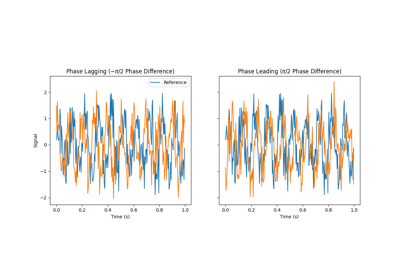 Phase Lagging (−π/2 Phase Difference)
Reference
2
1
0
−1
−2
Signal
0.0 0.2 0.4 0.6 0.8 1.0
Time (s)
Phase Leading (π/2 Phase Difference)
0.0 0.2 0.4 0.6 0.8 1.0
Time (s)